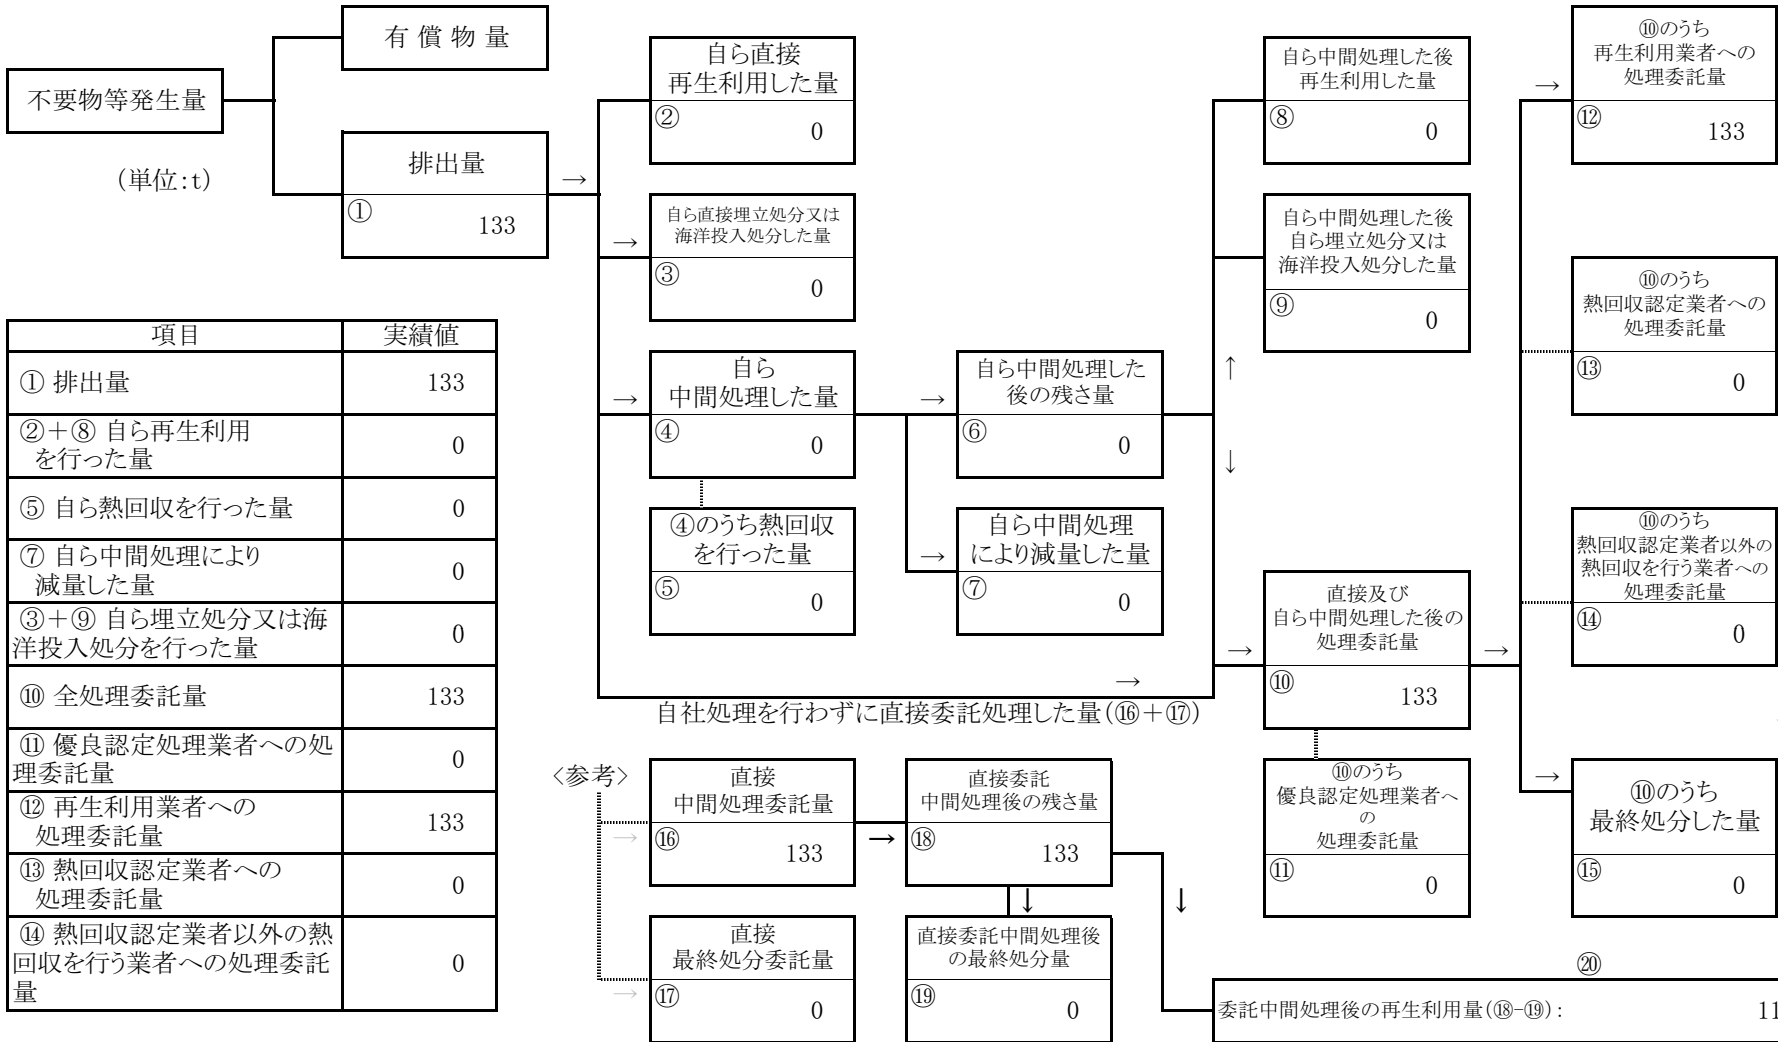 不要物等発生量
(単位:t)
有 償 物 量
排出量
①
133
→
自ら直接
再生利用した量
②
0
→
自ら直接埋立処分又は
海洋投入処分した量
③
0
→
自ら
中間処理した量
④
0
④のうち熱回収
を行った量
⑤
0
→
自ら中間処理した
後の残さ量
⑥
0
→
自ら中間処理
により減量した量
⑦
0
自ら中間処理した後
再生利用した量
⑧
0
自ら中間処理した後
自ら埋立処分又は
海洋投入処分した量
⑨
0
↑
↓
→
直接及び
自ら中間処理した後の
処理委託量
⑩
133
→
⑩のうち
優良認定処理業者へ
の
処理委託量
⑪
0
→
⑩のうち
再生利用業者への
処理委託量
⑫
133
⑩のうち
熱回収認定業者への
処理委託量
⑬
0
⑩のうち
熱回収認定業者以外の
熱回収を行う業者への
処理委託量
⑭
0
→
⑩のうち
最終処分した量
⑮
0
→
自社処理を行わずに直接委託処理した量(⑯+⑰)
項目 実績値
① 排出量 133
②+⑧ 自ら再生利用
を行った量 0
⑤ 自ら熱回収を行った量 0
⑦ 自ら中間処理により
減量した量 0
③+⑨ 自ら埋立処分又は海
洋投入処分を行った量 0
⑩ 全処理委託量 133
⑪ 優良認定処理業者への処
理委託量 0
⑫ 再生利用業者への
処理委託量 133
⑬ 熱回収認定業者への
処理委託量 0
⑭ 熱回収認定業者以外の熱
回収を行う業者への処理委託
量 0
<参考>
→
直接
中間処理委託量
⑯
133
→
直接委託
中間処理後の残さ量
⑱
133
↓
↓
→
直接
最終処分委託量
⑰
0
直接委託中間処理後
の最終処分量
⑲
0
⑳
委託中間処理後の再生利用量(⑱-⑲):